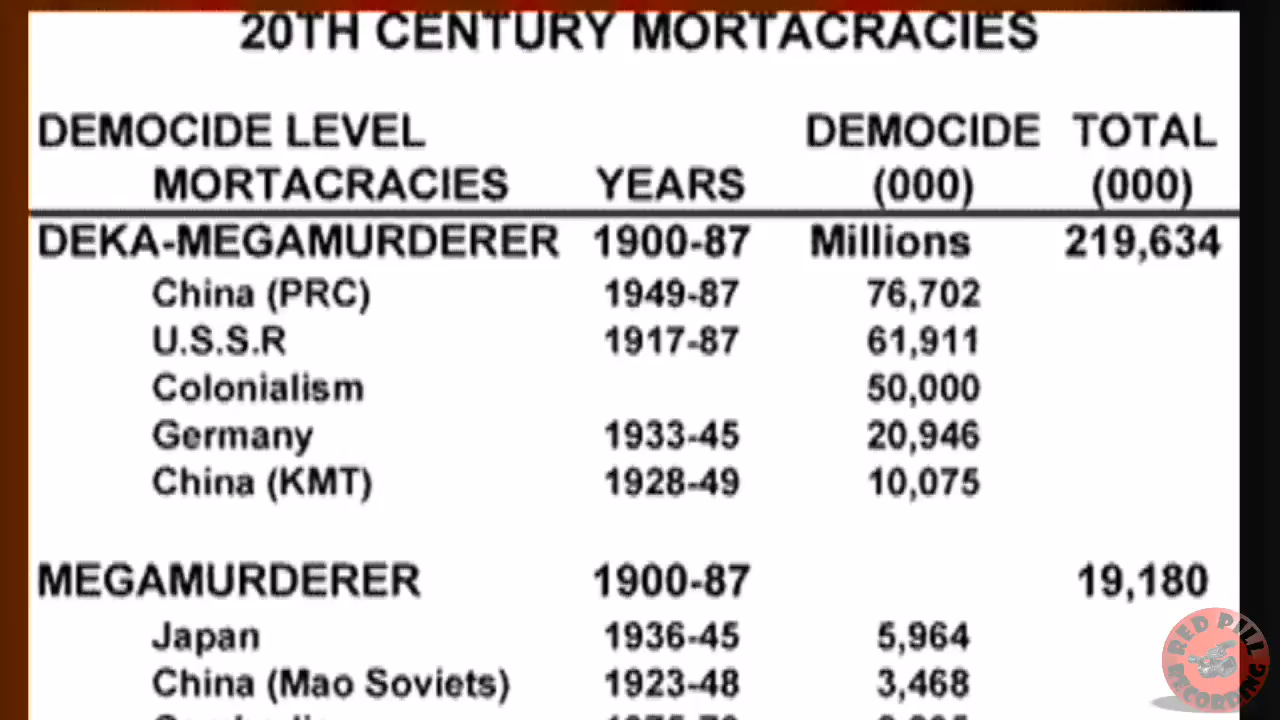 20TH CENTURY MORTACRACIES
DEMOCIDE LEVEL DEMOCIDE TOTAL
MORTACRACIES YEARS (000) (000)
DEKA-MEGAMURDERER 1900-87 Millions 219,634
China (PRC) 1949-87 76,702
U.S.S.R 1917-87 61,911
Colonialism 50,000
Germany 1933-45 20,946
China (KMT) 1928-49 10,075
MEGAMURDERER 1900-87 19,180
Japan 1936-45 5,964
China (Mao Soviets) 1923-48 3,468
RED PILL
RECORDING